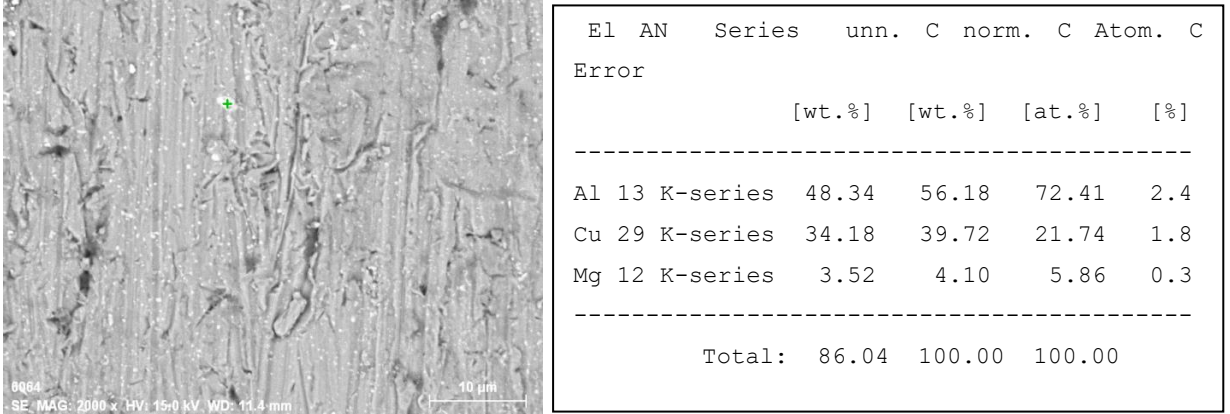 6064
10 µm
SE MAG: 2000 x HV: 15.0 kV WD: 11.4 mm
El AN Series unn. C norm. C Atom. C
Error
[wt.%] [wt.%] [at.%] [%]
---------------------------------------------
Al 13 K-series 48.34 56.18 72.41 2.4
Cu 29 K-series 34.18 39.72 21.74 1.8
Mg 12 K-series 3.52 4.10 5.86 0.3
---------------------------------------------
Total: 86.04 100.00 100.00